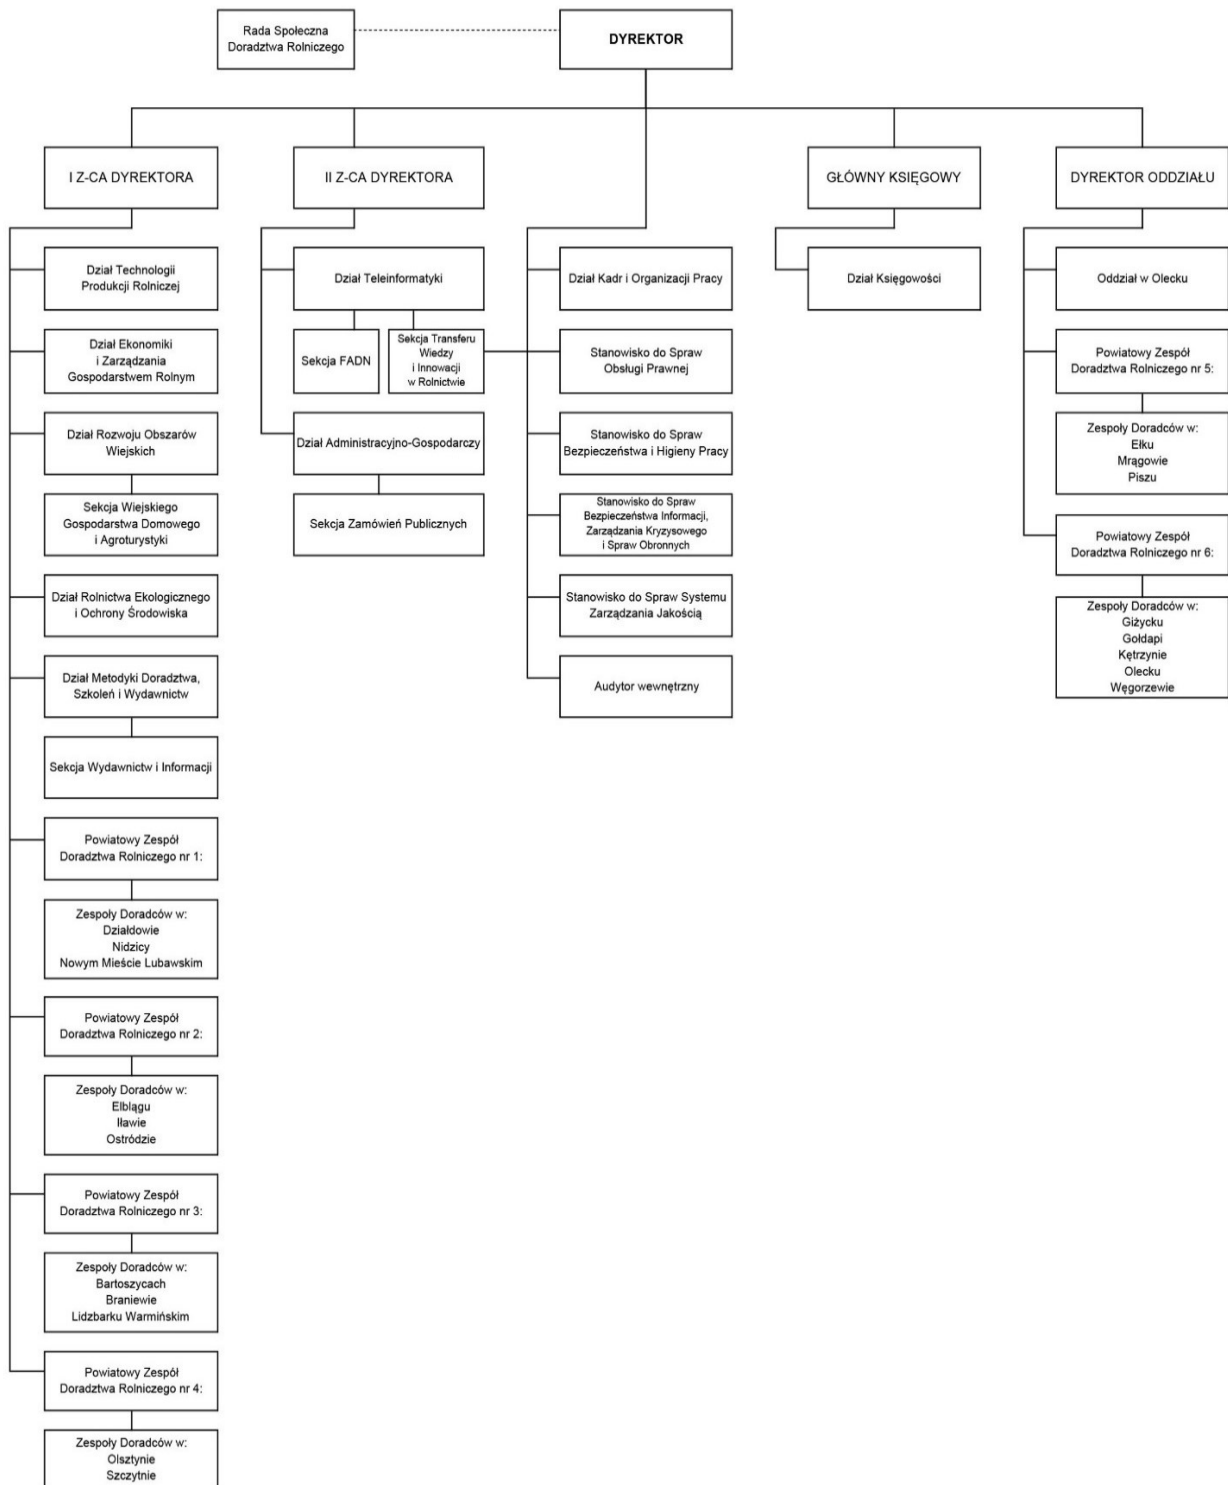 Rada Społeczna
Doradztwa Rolniczego
DYREKTOR
I Z-CA DYREKTORA
II Z-CA DYREKTORA
GŁÓWNY KSIĘGOWY
DYREKTOR ODDZIAŁU
Dział Technologii
Produkcji Rolniczej
Dział Ekonomiki
i Zarządzania
Gospodarstwem Rolnym
Dział Rozwoju Obszarów
Wiejskich
Sekcja Wiejskiego
Gospodarstwa Domowego
i Agroturystyki
Dział Rolnictwa Ekologicznego
i Ochrony Środowiska
Dział Metodyki Doradztwa,
Szkoleń i Wydawnictw
Sekcja Wydawnictw i Informacji
Powiatowy Zespół
Doradztwa Rolniczego nr 1:
Zespoły Doradców w:
Działdowie
Nidzicy
Nowym Mieście Lubawskim
Powiatowy Zespół
Doradztwa Rolniczego nr 2:
Zespoły Doradców w:
Elblągu
Iławie
Ostródzie
Powiatowy Zespół
Doradztwa Rolniczego nr 3:
Zespoły Doradców w:
Bartoszycach
Braniewie
Lidzbarku Warmińskim
Powiatowy Zespół
Doradztwa Rolniczego nr 4:
Zespoły Doradców w:
Olsztynie
Szczytnie
Dział Teleinformatyki
Sekcja FADN
Sekcja Transferu
Wiedzy
i Innowacji
w Rolnictwie
Dział Administracyjno-Gospodarczy
Sekcja Zamówień Publicznych
Dział Kadr i Organizacji Pracy
Stanowisko do Spraw
Obsługi Prawnej
Stanowisko do Spraw
Bezpieczeństwa i Higieny Pracy
Stanowisko do Spraw
Bezpieczeństwa Informacji,
Zarządzania Kryzysowego
i Spraw Obronnych
Stanowisko do Spraw Systemu
Zarządzania Jakością
Audytor wewnętrzny
Dział Księgowości
Oddział w Olecku
Powiatowy Zespół
Doradztwa Rolniczego nr 5:
Zespoły Doradców w:
Ełku
Mrągowie
Piszu
Powiatowy Zespół
Doradztwa Rolniczego nr 6:
Zespoły Doradców w:
Giżycku
Gołdapi
Kętrzynie
Olecku
Węgorzewie